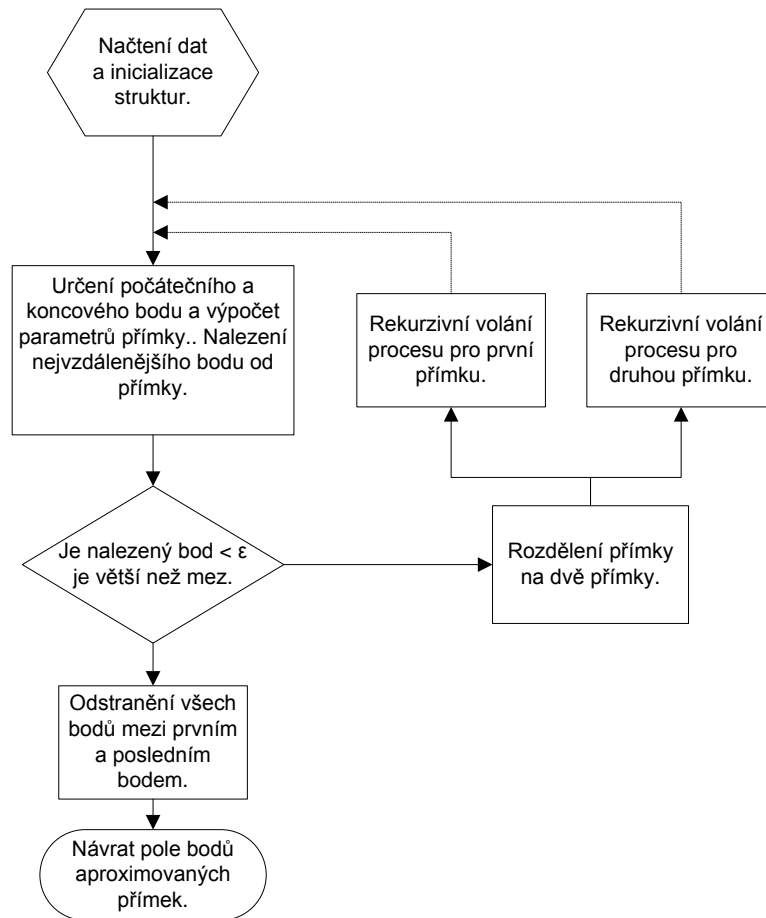 Načtení dat
a inicializace
struktur.
Určení počátečního a
koncového bodu a výpočet
parametrů přímky.. Nalezení
nejvzdálenějšího bodu od
přímky.
Rekurzivní volání
procesu pro první
přímku.
Rekurzivní volání
procesu pro
druhou přímku.
Je nalezený bod < ε
je větší než mez.
Rozdělení přímky
na dvě přímky.
Odstranění všech
bodů mezi prvním
a posledním
bodem.
Návrat pole bodů
aproximovaných
přímek.